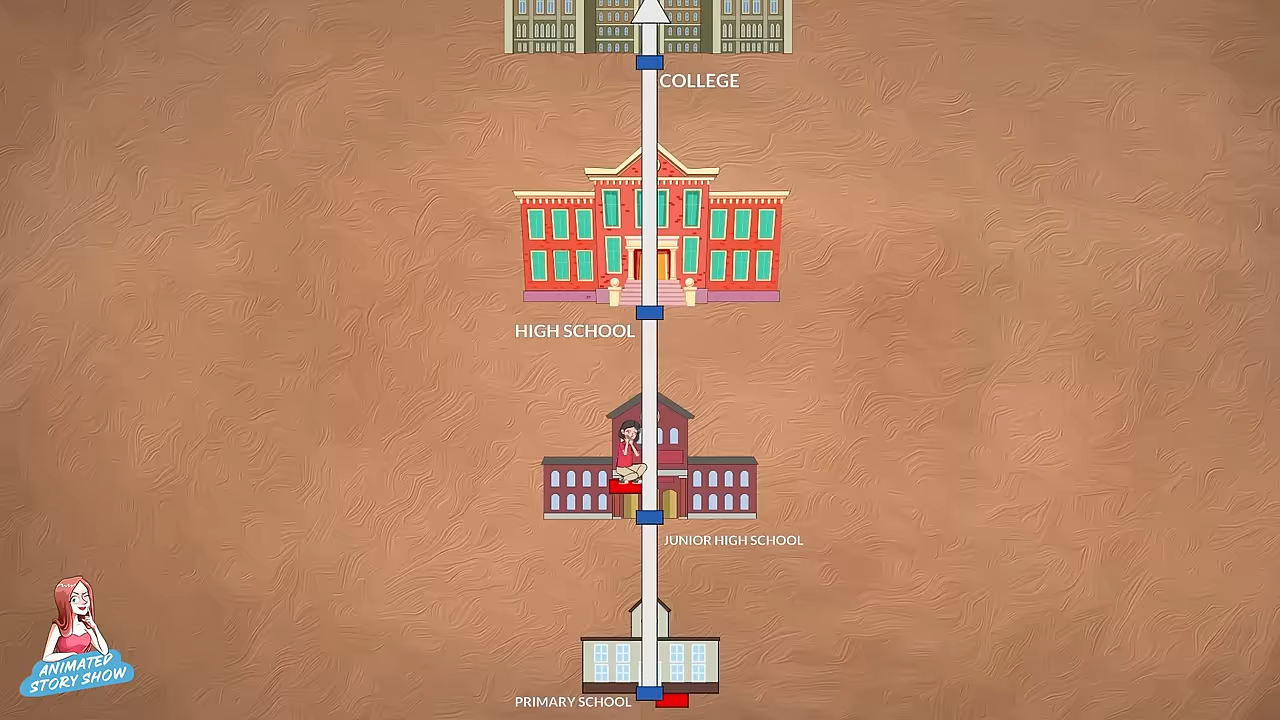 COLLEGE
HIGH SCHOOL
JUNIOR HIGH SCHOOL
PRIMARY SCHOOL
ANIMATED
STORY SHOW